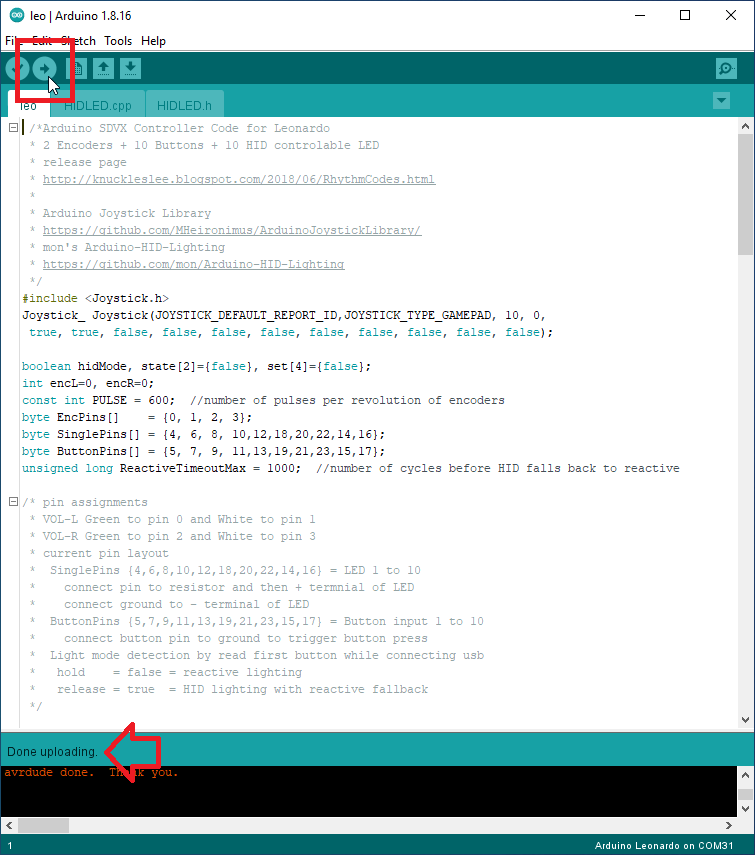 leo | Arduino 1.8.16
File Edit Sketch Tools Help
leo HIDLED.cpp HIDLED.h
/*Arduino SDVX Controller Code for Leonardo
* 2 Encoders + 10 Buttons + 10 HID controlable LED
* release page
* http://knuckleslee.blogspot.com/2018/06/RhythmCodes.html
*
* Arduino Joystick Library
* https://github.com/MHeironimus/ArduinoJoystickLibrary/
* mon's Arduino-HID-Lighting
* https://github.com/mon/Arduino-HID-Lighting
*/
#include <Joystick.h>
Joystick_ Joystick(JOYSTICK_DEFAULT_REPORT_ID,JOYSTICK_TYPE_GAMEPAD, 10, 0,
true, true, false, false, false, false, false, false, false, false, false);
boolean hidMode, state[2]={false}, set[4]={false};
int encL=0, encR=0;
const int PULSE = 600;  //number of pulses per revolution of encoders
byte EncPins[]    = {0, 1, 2, 3};
byte SinglePins[] = {4, 6, 8, 10,12,18,20,22,14,16};
byte ButtonPins[] = {5, 7, 9, 11,13,19,21,23,15,17};
unsigned long ReactiveTimeoutMax = 1000;  //number of cycles before HID falls back to reactive
/* pin assignments
* VOL-L Green to pin 0 and White to pin 1
* VOL-R Green to pin 2 and White to pin 3
* current pin layout
*  SinglePins {4,6,8,10,12,18,20,22,14,16} = LED 1 to 10
*    connect pin to resistor and then + termnial of LED
*    connect ground to - terminal of LED
*  ButtonPins {5,7,9,11,13,19,21,23,15,17} = Button input 1 to 10
*    connect button pin to ground to trigger button press
*  Light mode detection by read first button while connecting usb
*   hold    = false = reactive lighting
*   release = true  = HID lighting with reactive fallback
*/
Done uploading.
avrdude done.  Thank you.
1 Arduino Leonardo on COM31